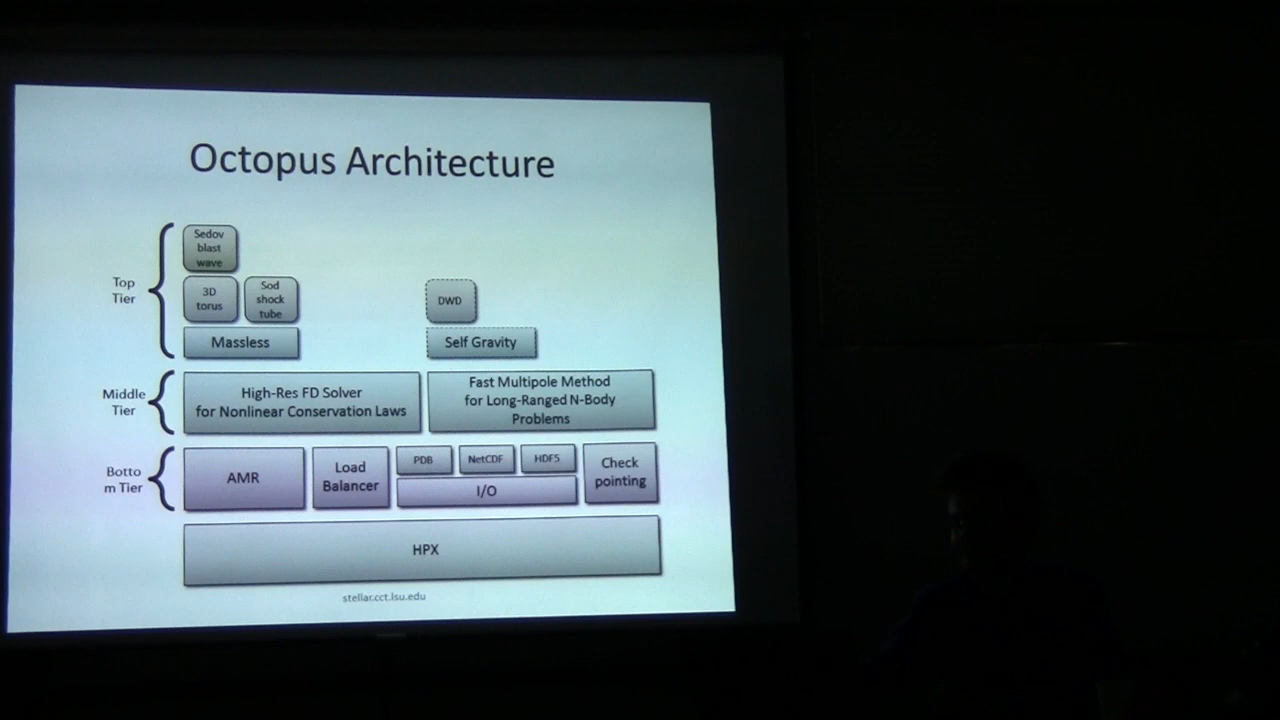 Octopus Architecture
Sedov
blast
wave
Top
Tier
3D
torus
Sod
shock
tube
DWD
Massless
Self Gravity
Middle
Tier
High-Res FD Solver
for Nonlinear Conservation Laws
Fast Multipole Method
for Long-Ranged N-Body
Problems
Botto
m Tier
AMR
Load
Balancer
PDB
NetCDF
HDF5
I/O
Check
pointing
HPX
stellar.cct.lsu.edu